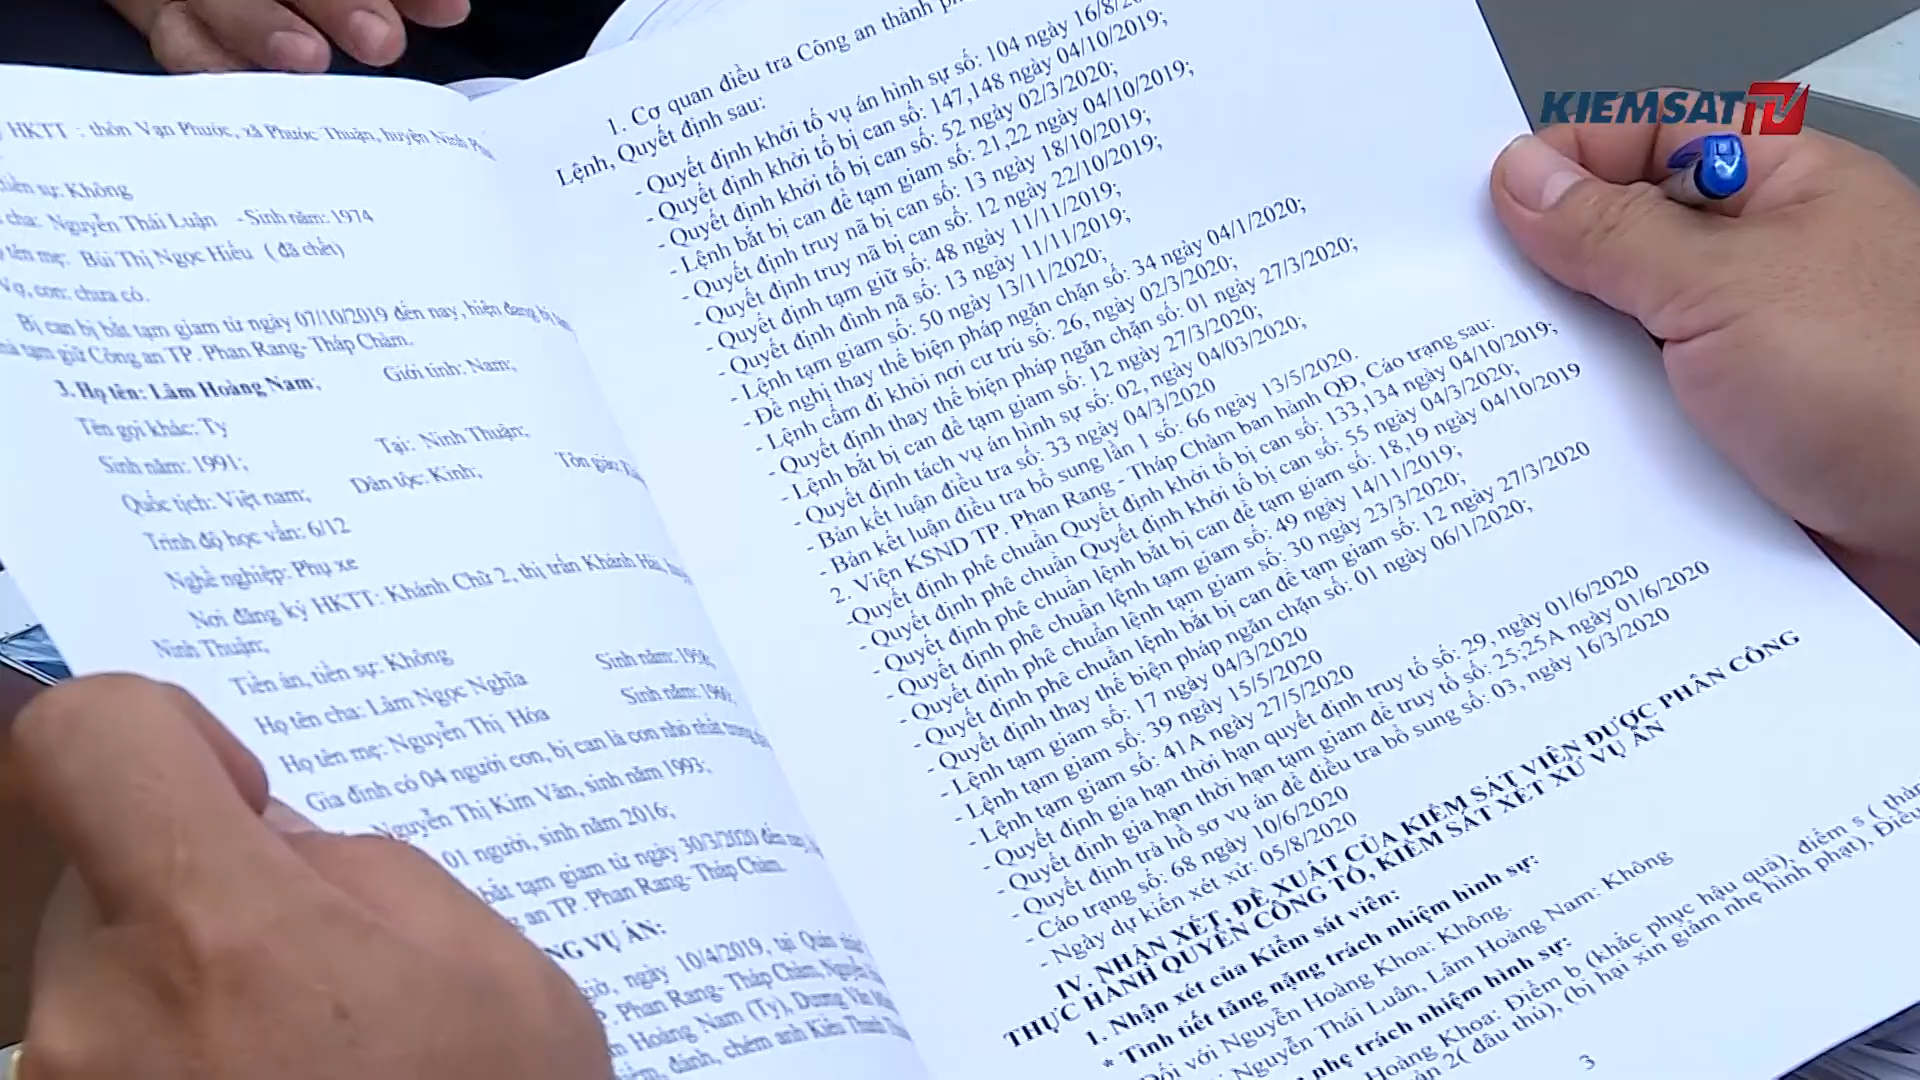 HKTT : thôn Vạn Phước, xã Phước Thuận, huyện Ninh
tiền sự: Không
cha: Nguyễn Thái Luận - Sinh năm: 1974
tên mẹ: Bùi Thị Ngọc Hiếu ( đã chết)
Vợ, con: chưa có.
Bị can bị bắt tạm giam từ ngày 07/10/2019 đến nay, hiện đang bị
tạm giữ Công an TP. Phan Rang- Tháp Chàm.
3. Họ tên: Lâm Hoàng Nam; Giới tính: Nam;
Tên gọi khác: Ty
Sinh năm: 1991; Tại: Ninh Thuận;
Quốc tịch: Việt nam; Dân tộc: Kinh; Tôn giáo:
Trình độ học vấn: 6/12
Nghề nghiệp: Phụ xe
Nơi đăng ký HKTT: Khánh Chữ 2, thị trấn Khánh Hải,
Ninh Thuận;
Tiền án, tiền sự: Không
Họ tên cha: Lâm Ngọc Nghĩa Sinh năm: 1958;
Họ tên mẹ: Nguyễn Thị Hóa Sinh năm: 1960;
Gia đình có 04 người con, bị can là con nhỏ nhất trong
Nguyễn Thị Kim Vân, sinh năm 1993;
01 người, sinh năm 2016;
bắt tạm giam từ ngày 30/3/2020 đến
an TP. Phan Rang- Tháp Chàm.
VỤ ÁN:
giờ, ngày 10/4/2019, tại Quán
P. Phan Rang- Tháp Chàm,
Hoàng Nam (Ty), Dương Văn
đánh, chém anh Kiều Thanh
1. Cơ quan điều tra Công an thành
Lệnh, Quyết định sau:
- Quyết định khởi tố vụ án hình sự số: 104 ngày
- Quyết định khởi tố bị can số: 147,148 ngày 04/10/2019;
- Quyết định khởi tố bị can số: 52 ngày 02/3/2020;
- Lệnh bắt bị can để tạm giam số: 21,22 ngày 04/10/2019;
- Quyết định truy nã bị can số: 13 ngày 18/10/2019;
- Quyết định truy nã bị can số: 12 ngày 22/10/2019;
- Quyết định tạm giữ số: 48 ngày 11/11/2019;
- Quyết định đình nã số: 13 ngày 11/11/2019;
- Lệnh tạm giam số: 50 ngày 13/11/2020;
- Đề nghị thay thế biện pháp ngăn chặn số: 34 ngày 04/1/2020;
- Lệnh cấm đi khỏi nơi cư trú số: 26, ngày 02/3/2020;
- Quyết định thay thế biện pháp ngăn chặn số: 01 ngày 27/3/2020;
- Lệnh bắt bị can để tạm giam số: 12 ngày 27/3/2020;
- Quyết định tách vụ án hình sự số: 02, ngày 04/03/2020;
- Bản kết luận điều tra số: 33 ngày 04/3/2020
- Bản kết luận điều tra bổ sung lần 1 số: 66 ngày 13/5/2020.
2. Viện KSND TP. Phan Rang - Tháp Chàm ban hành QĐ, Cáo trạng sau:
-Quyết định phê chuẩn Quyết định khởi tố bị can số: 133,134 ngày 04/10/2019;
- Quyết định phê chuẩn Quyết định khởi tố bị can số: 55 ngày 04/3/2020;
- Quyết định phê chuẩn lệnh bắt bị can để tạm giam số: 18,19 ngày 04/10/2019
- Quyết định phê chuẩn lệnh tạm giam số: 49 ngày 14/11/2019;
- Quyết định phê chuẩn lệnh tạm giam số: 30 ngày 23/3/2020;
- Quyết định phê chuẩn lệnh bắt bị can để tạm giam số: 12 ngày 27/3/2020
- Quyết định thay thế biện pháp ngăn chặn số: 01 ngày 06/1/2020;
- Lệnh tạm giam số: 17 ngày 04/3/2020
- Lệnh tạm giam số: 39 ngày 15/5/2020
- Lệnh tạm giam số: 41A ngày 27/5/2020
- Quyết định gia hạn thời hạn quyết định truy tố số: 29, ngày 01/6/2020
- Quyết định gia hạn thời hạn tạm giam để truy tố số: 25;25A ngày 01/6/2020
- Quyết định trả hồ sơ vụ án để điều tra bổ sung số: 03, ngày 16/3/2020
- Cáo trạng số: 68 ngày 10/6/2020
- Ngày dự kiến xét xử: 05/8/2020
IV. NHẬN XÉT, ĐỀ XUẤT CỦA KIỂM SÁT VIÊN ĐƯỢC PHÂN CÔNG
THỰC HÀNH QUYỀN CÔNG TỐ, KIỂM SÁT XÉT XỬ VỤ ÁN
1. Nhận xét của Kiểm sát viên:
* Tình tiết tăng nặng trách nhiệm hình sự:
Đối với Nguyễn Hoàng Khoa: Không.
Nguyễn Thái Luân, Lâm Hoàng Nam: Không
nhẹ trách nhiệm hình sự:
Hoàng Khoa: Điểm b (khắc phục hậu quả), điểm s (
2( đầu thú), (bị hại xin giảm nhẹ hình phạt), Điều
3
KIEMSAT TV